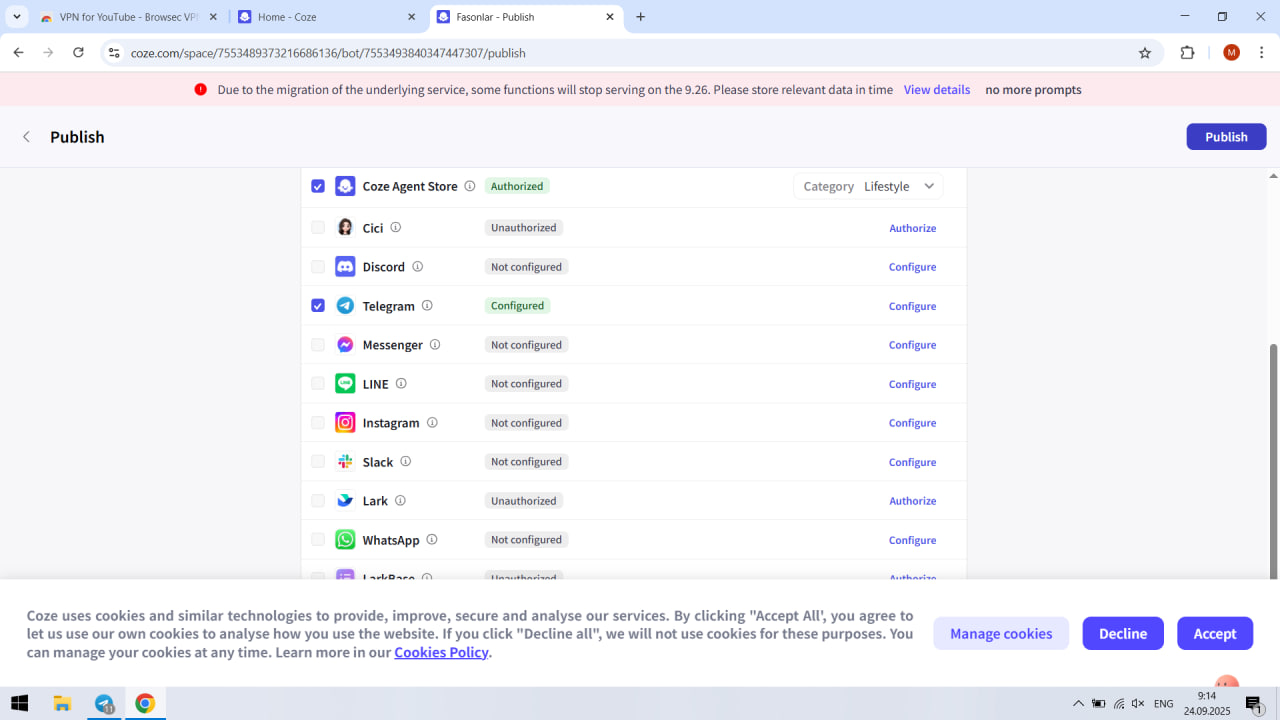 VPN for YouTube - Browsec VP
Home - Coze
Fasonlar - Publish
coze.com/space/7553489373216686136/bot/7553493840347447307/publish
M
Due to the migration of the underlying service, some functions will stop serving on the 9.26. Please store relevant data in time View details no more prompts
Publish
Publish
Coze Agent Store Authorized Category Lifestyle
Cici Unauthorized Authorize
Discord Not configured Configure
Telegram Configured Configure
Messenger Not configured Configure
LINE Not configured Configure
Instagram Not configured Configure
Slack Not configured Configure
Lark Unauthorized Authorize
WhatsApp Not configured Configure
LarkBase Unauthorized Authorize
Coze uses cookies and similar technologies to provide, improve, secure and analyse our services. By clicking "Accept All', you agree to
let us use our own cookies to analyse how you use the website. If you click "Decline all", we will not use cookies for these purposes. You
can manage your cookies at any time. Learn more in our Cookies Policy.
Manage cookies Decline Accept
11
ENG
9:14
24.09.2025
1